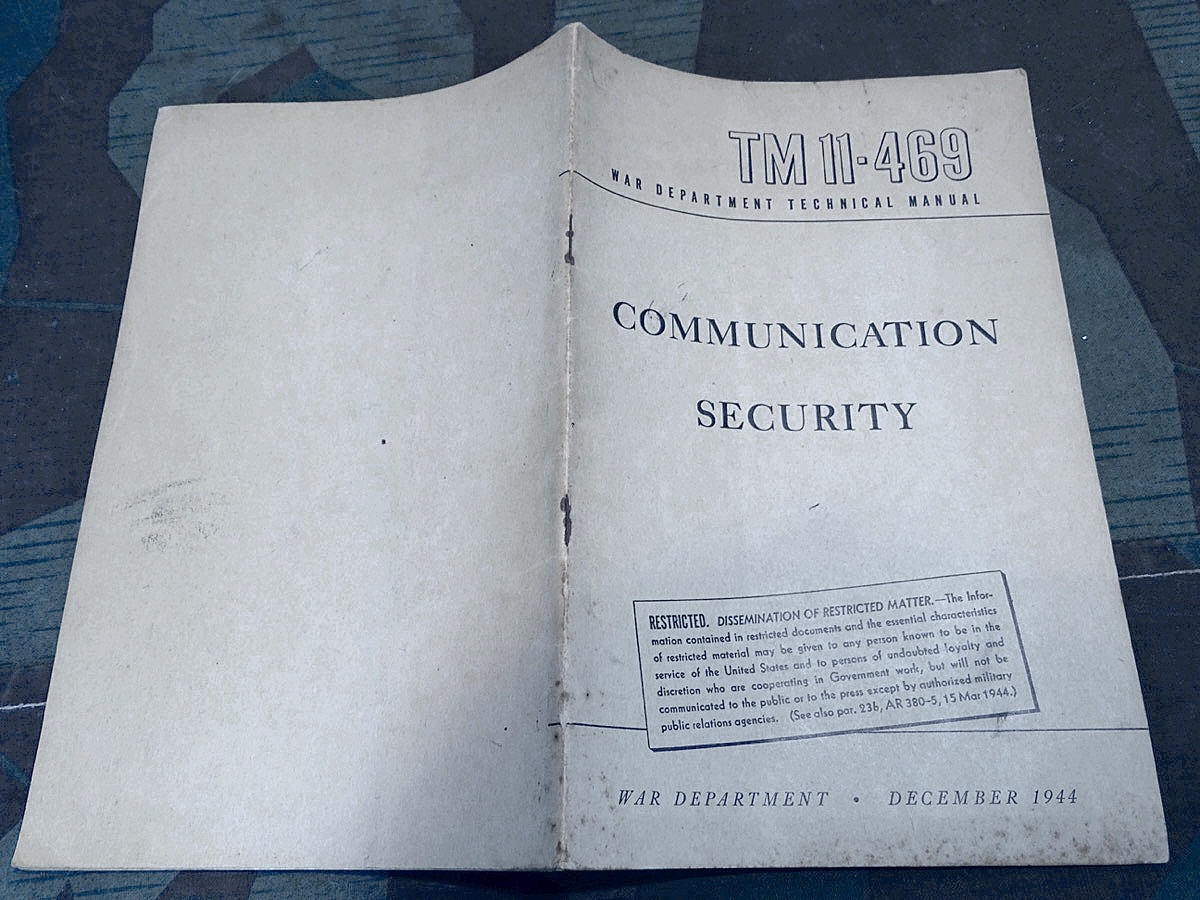 TM 11-469
WAR DEPARTMENT TECHNICAL MANUAL
COMMUNICATION
SECURITY
RESTRICTED. DISSEMINATION OF RESTRICTED MATTER.—The infor-
mation contained in restricted documents and the essential characteristics
of restricted material may be given to any person known to be in the
service of the United States and to persons of undoubted loyalty and
discretion who are cooperating in Government work, but will not be
communicated to the public or to the press except by authorized military
public relations agencies. (See also par. 23b, AR 380-5, 15 Mar 1944.)
WAR DEPARTMENT • DECEMBER 1944